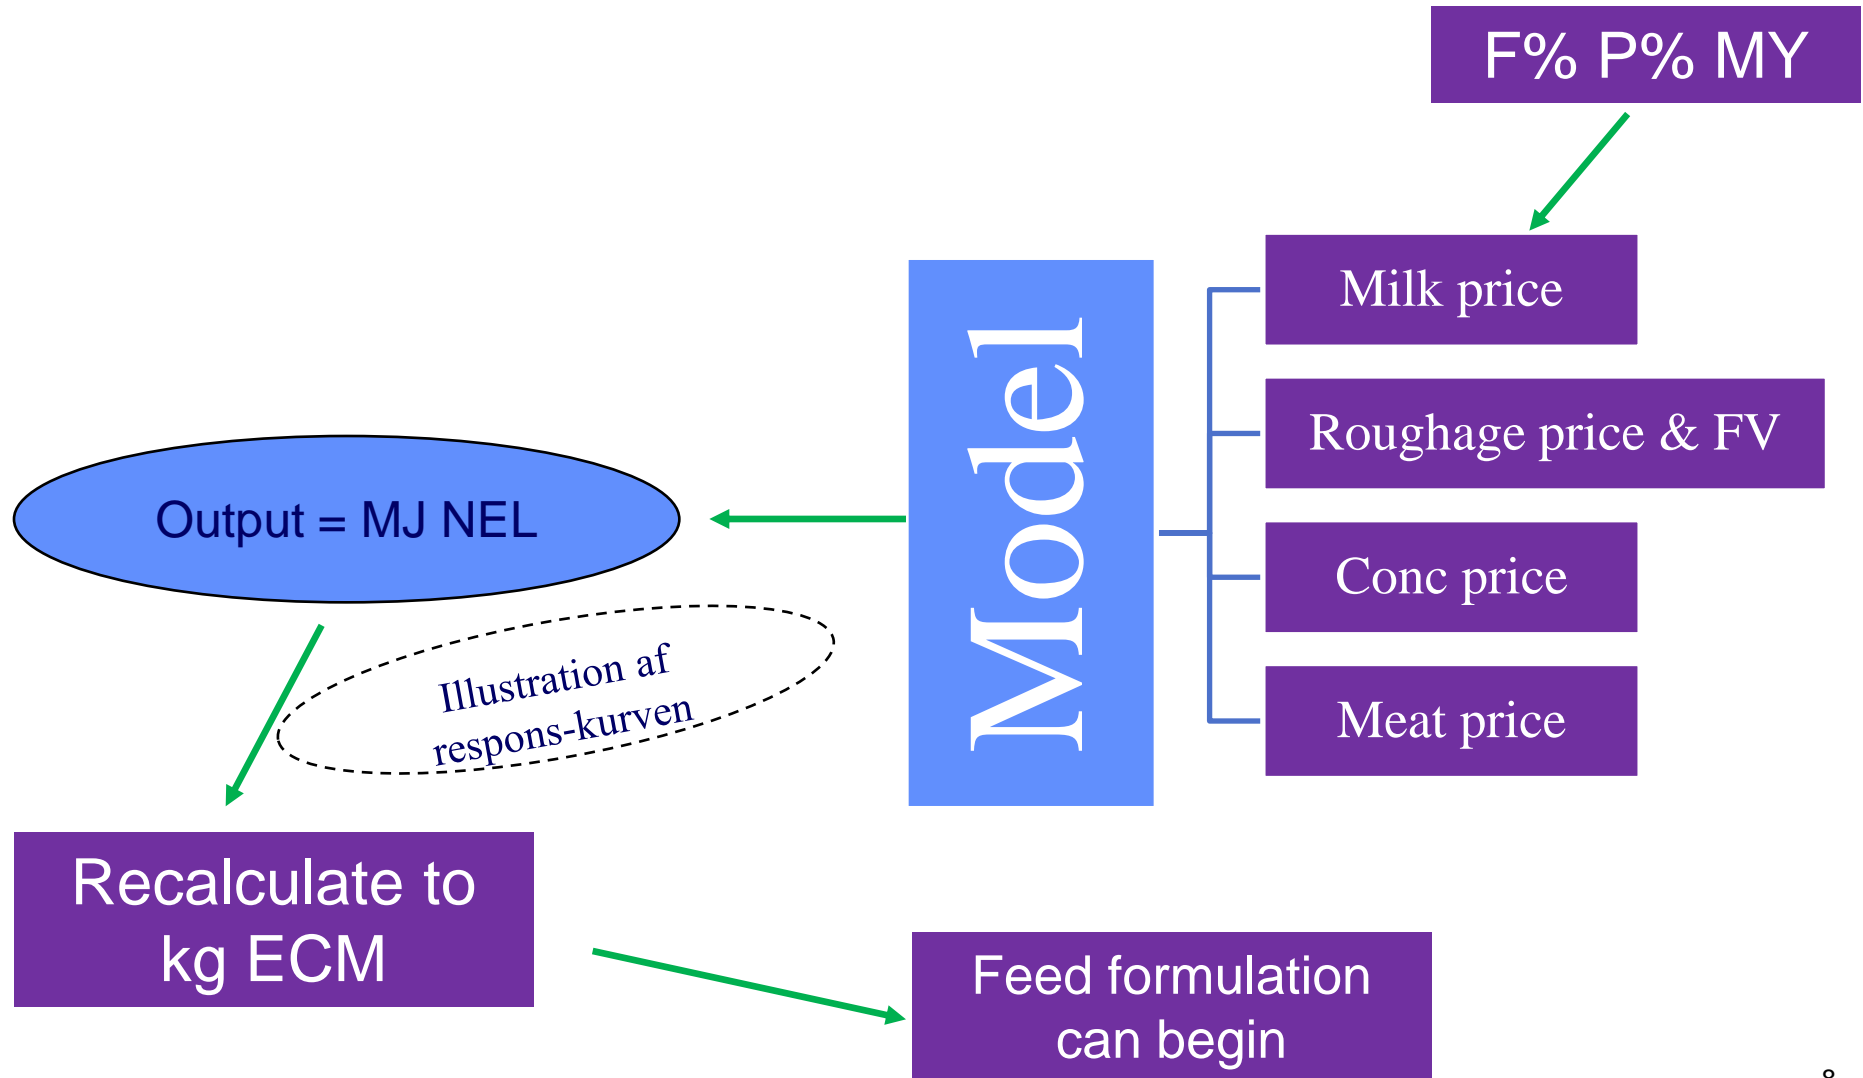 F% P% MY
Milk price
Roughage price & FV
Conc price
Meat price
Model
Output = MJ NEL
Illustration af
respons-kurven
Recalculate to
kg ECM
Feed formulation
can begin
8